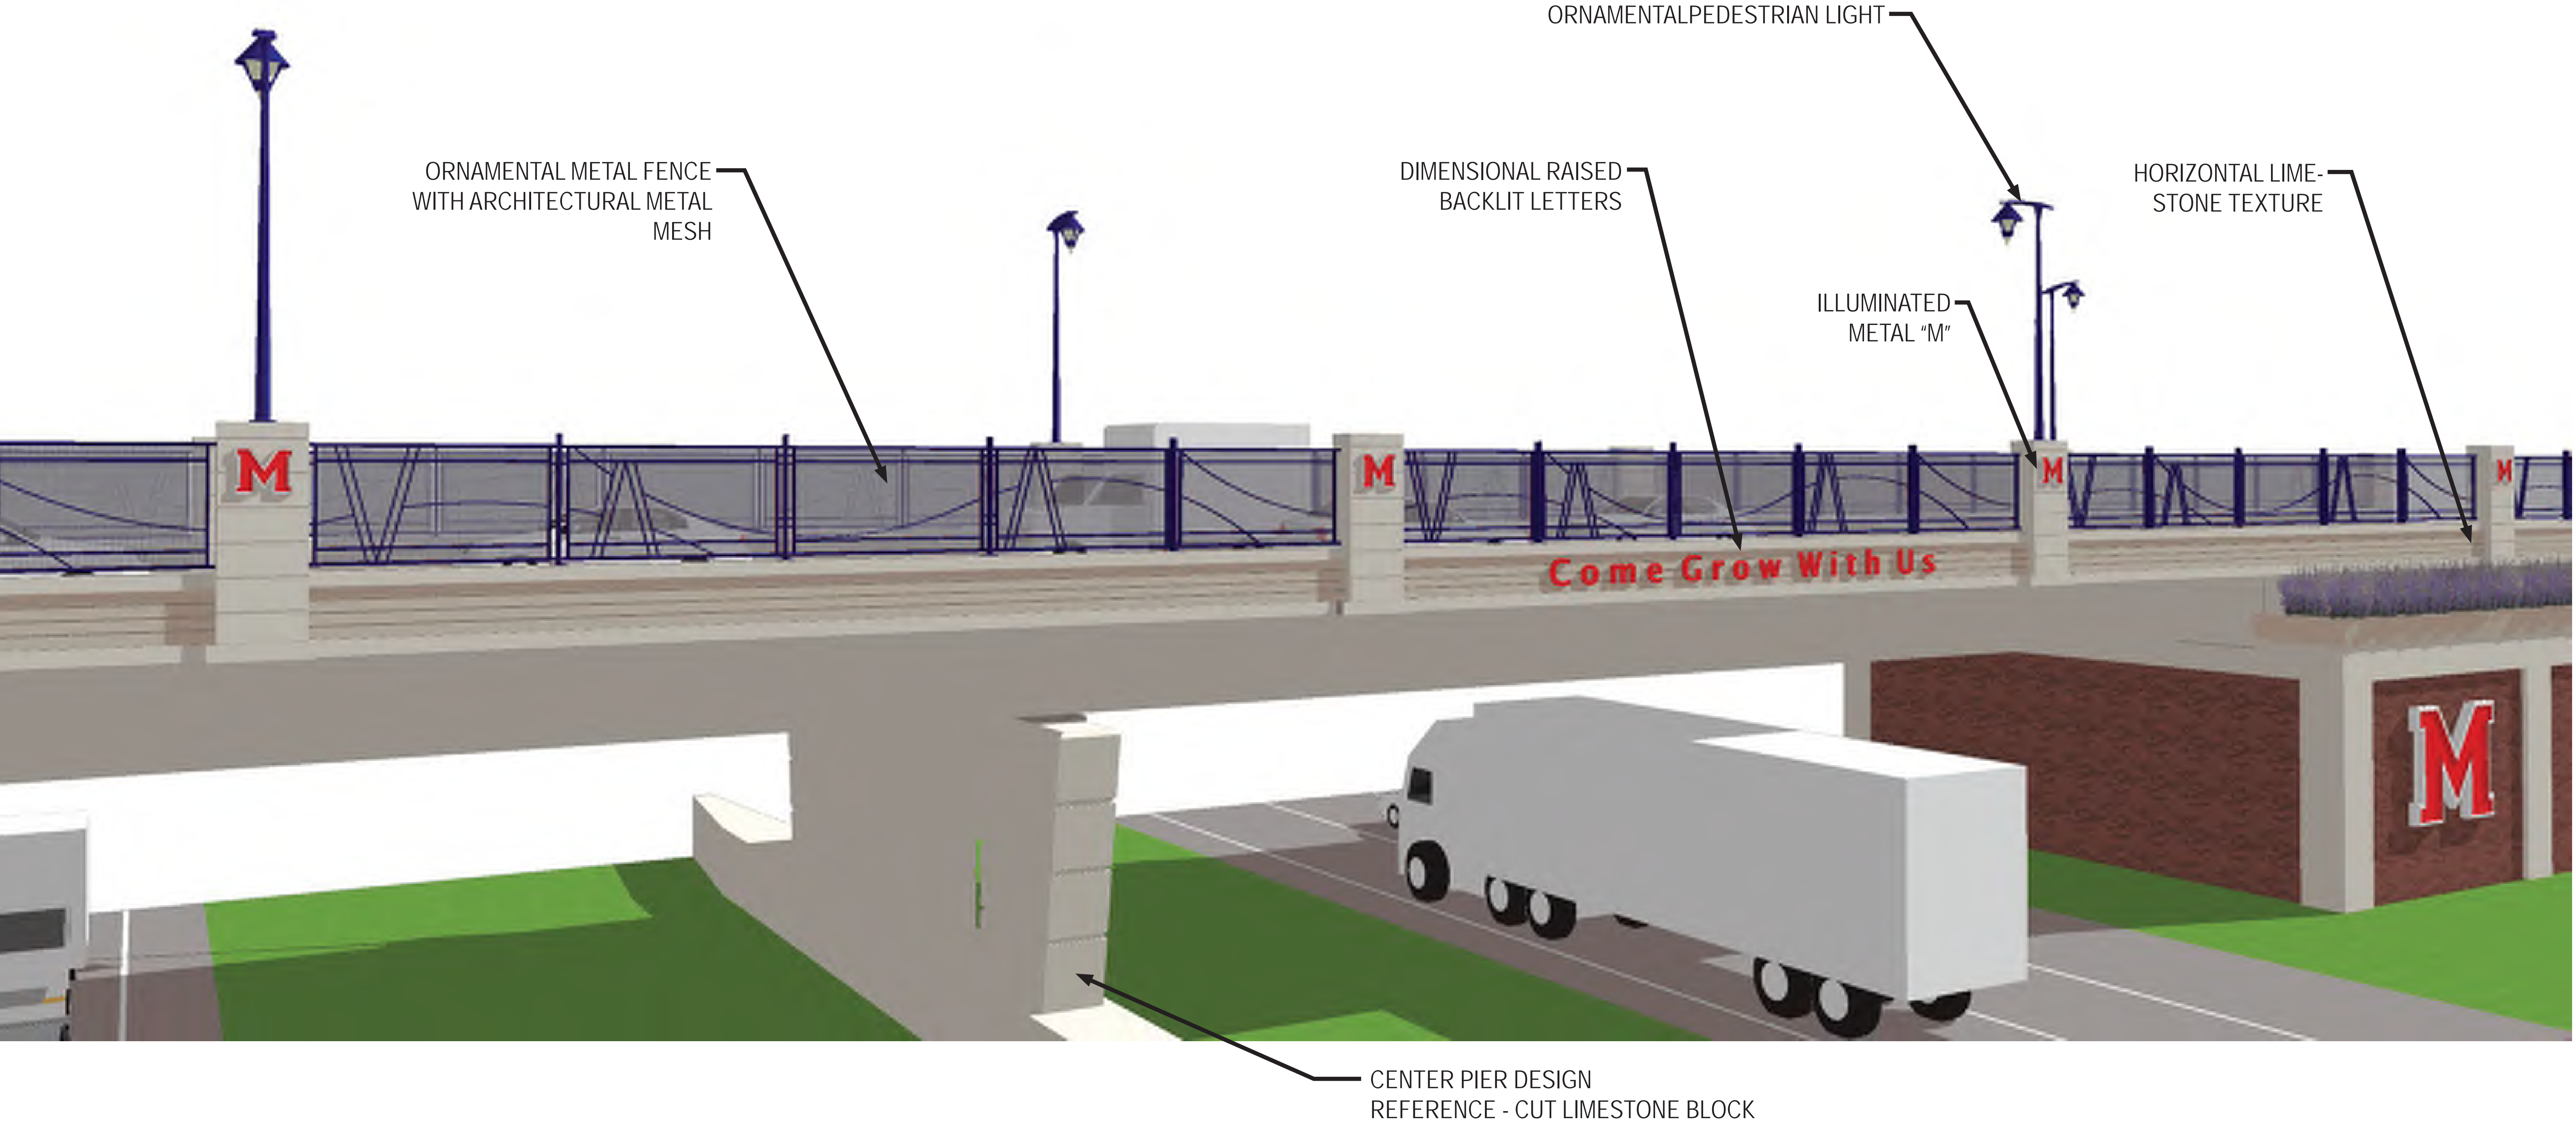 ORNAMENTALPEDESTRIAN LIGHT
ORNAMENTAL METAL FENCE
WITH ARCHITECTURAL METAL
MESH
DIMENSIONAL RAISED
BACKLIT LETTERS
HORIZONTAL LIME-
STONE TEXTURE
ILLUMINATED
METAL “M”
M
M
M
M
Come Grow With Us
M
CENTER PIER DESIGN
REFERENCE - CUT LIMESTONE BLOCK